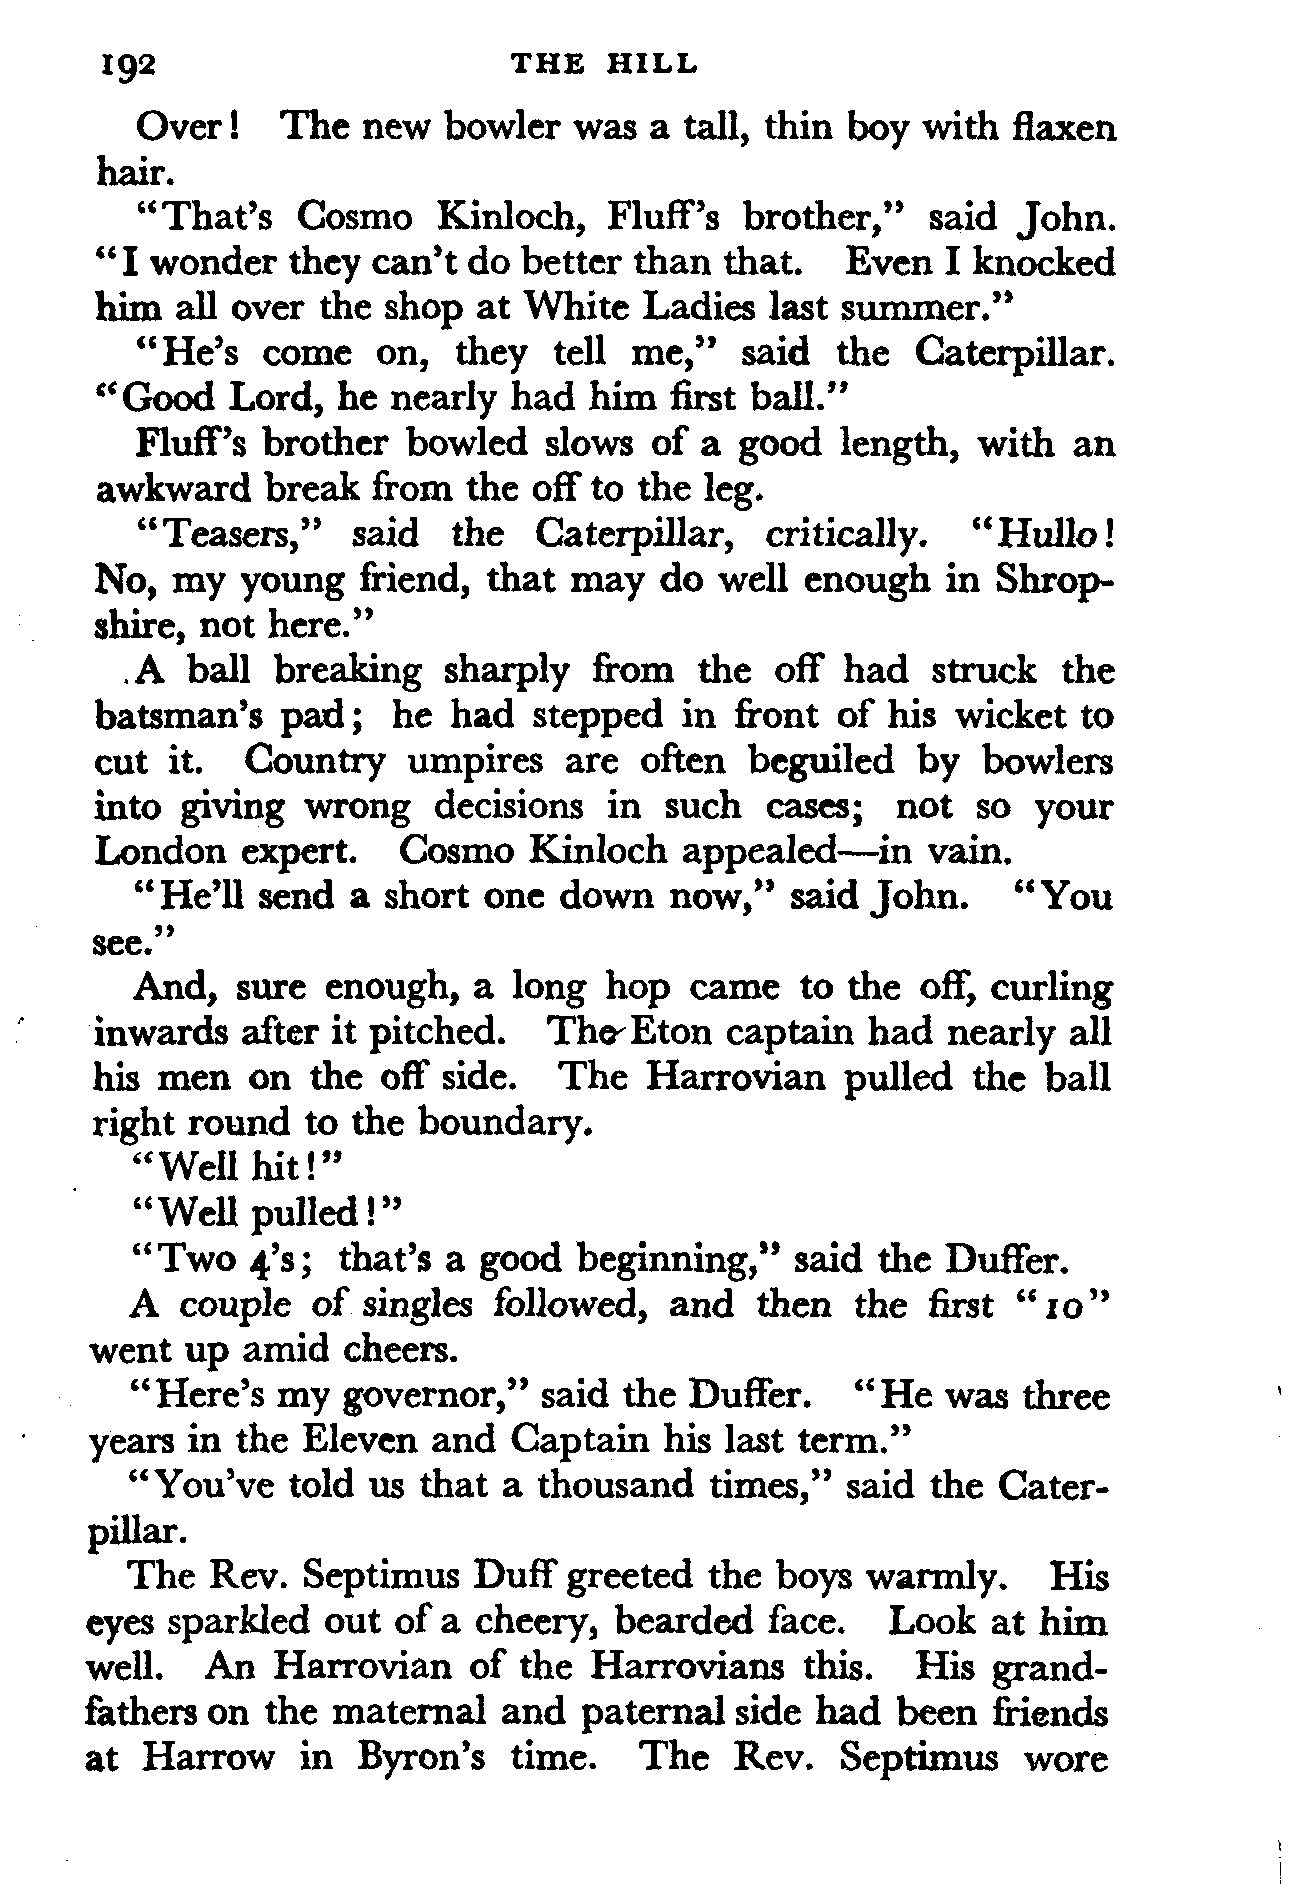 192 THE HILL
Over! The new bowler was a tall, thin boy with flaxen
hair.
"That's Cosmo Kinloch, Fluff's brother," said John.
"I wonder they can't do better than that. Even I knocked
him all over the shop at White Ladies last summer."
"He's come on, they tell me," said the Caterpillar.
"Good Lord, he nearly had him first ball."
Fluff's brother bowled slows of a good length, with an
awkward break from the off to the leg.
"Teasers," said the Caterpillar, critically. "Hullo!
No, my young friend, that may do well enough in Shrop-
shire, not here."
A ball breaking sharply from the off had struck the
batsman's pad; he had stepped in front of his wicket to
cut it. Country umpires are often beguiled by bowlers
into giving wrong decisions in such cases; not so your
London expert. Cosmo Kinloch appealed—in vain.
"He'll send a short one down now," said John. "You
see."
And, sure enough, a long hop came to the off, curling
inwards after it pitched. The Eton captain had nearly all
his men on the off side. The Harrovian pulled the ball
right round to the boundary.
"Well hit!"
"Well pulled!"
"Two 4's; that's a good beginning," said the Duffer.
A couple of singles followed, and then the first "10"
went up amid cheers.
"Here's my governor," said the Duffer. "He was three
years in the Eleven and Captain his last term."
"You've told us that a thousand times," said the Cater-
pillar.
The Rev. Septimus Duff greeted the boys warmly. His
eyes sparkled out of a cheery, bearded face. Look at him
well. An Harrovian of the Harrovians this. His grand-
fathers on the maternal and paternal side had been friends
at Harrow in Byron's time. The Rev. Septimus wore